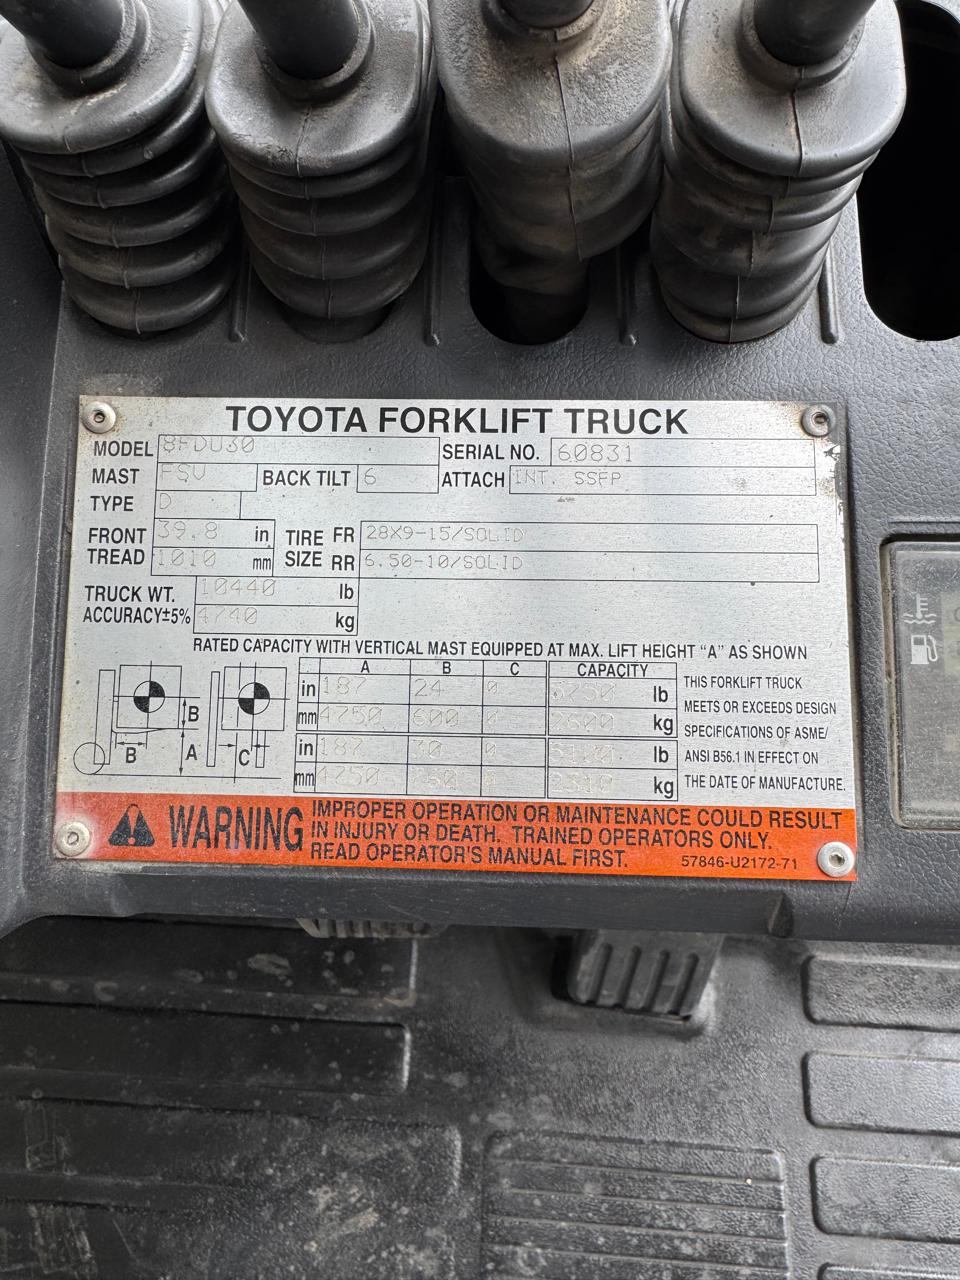 TOYOTA FORKLIFT TRUCK
MODEL 8FDU30 SERIAL NO. 60831
MAST FSV BACK TILT 6 ATTACH INT. SSFP
TYPE D
FRONT TREAD 39.8 in 1010 mm
TIRE SIZE FR 28X9-15/SOLID
RR 6.50-10/SOLID
TRUCK WT. 10440 lb
ACCURACY±5% 4740 kg
RATED CAPACITY WITH VERTICAL MAST EQUIPPED AT MAX. LIFT HEIGHT "A" AS SHOWN
A B C CAPACITY
in 187 24 0 5750 lb
mm 4750 600 0 2600 kg
in 187 30 0 lb
mm 4750 0 kg
B
B A C
THIS FORKLIFT TRUCK
MEETS OR EXCEEDS DESIGN
SPECIFICATIONS OF ASME/
ANSI B56.1 IN EFFECT ON
THE DATE OF MANUFACTURE.
WARNING
IMPROPER OPERATION OR MAINTENANCE COULD RESULT
IN INJURY OR DEATH. TRAINED OPERATORS ONLY.
READ OPERATOR'S MANUAL FIRST.
57846-U2172-71